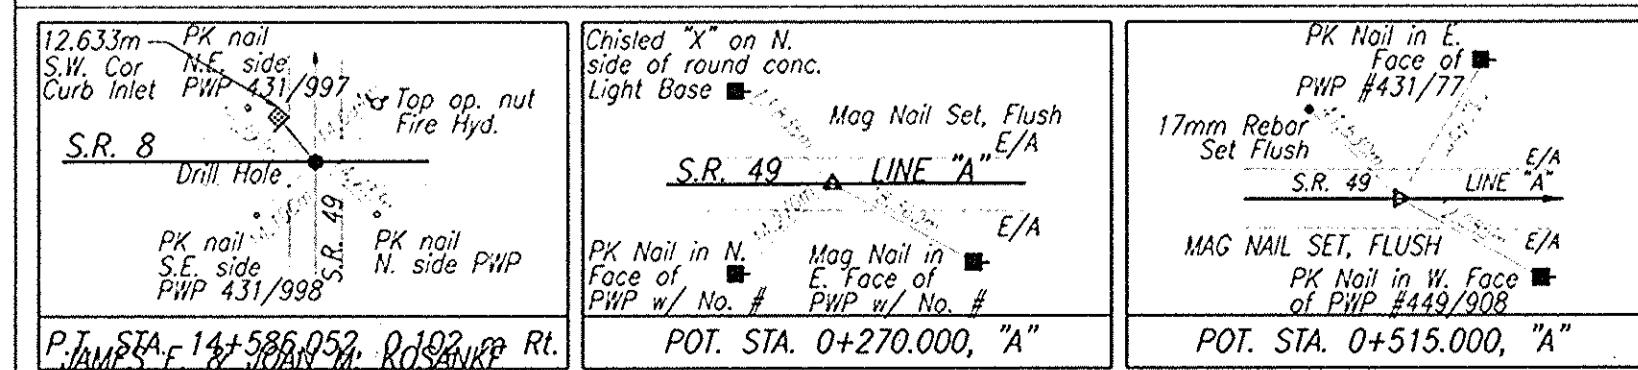 12.633m
S.W. Cor
Curb Inlet
PK nail
N.E. side
PWP 431/997
Top op. nut
Fire Hyd.
S.R. 8
Drill Hole
S.R. 49
PK nail
S.E. side
PWP 431/998
PK nail
N. side PWP
P.T. STA. 14+586.052, 0.102 m Rt.
JAMES E. & JOAN M. KOSANKE
Chisled "X" on N.
side of round conc.
Light Base
Mag Nail Set, Flush
E/A
S.R. 49 LINE "A"
E/A
PK Nail in N.
Face of
PWP w/ No. #
Mag Nail in
E. Face of
PWP w/ No. #
POT. STA. 0+270.000, "A"
PK Nail in E.
Face of
PWP #431/77
17mm Rebar
Set Flush
E/A
S.R. 49 LINE "A"
MAG NAIL SET, FLUSH
E/A
PK Nail in W. Face
of PWP #449/908
POT. STA. 0+515.000, "A"